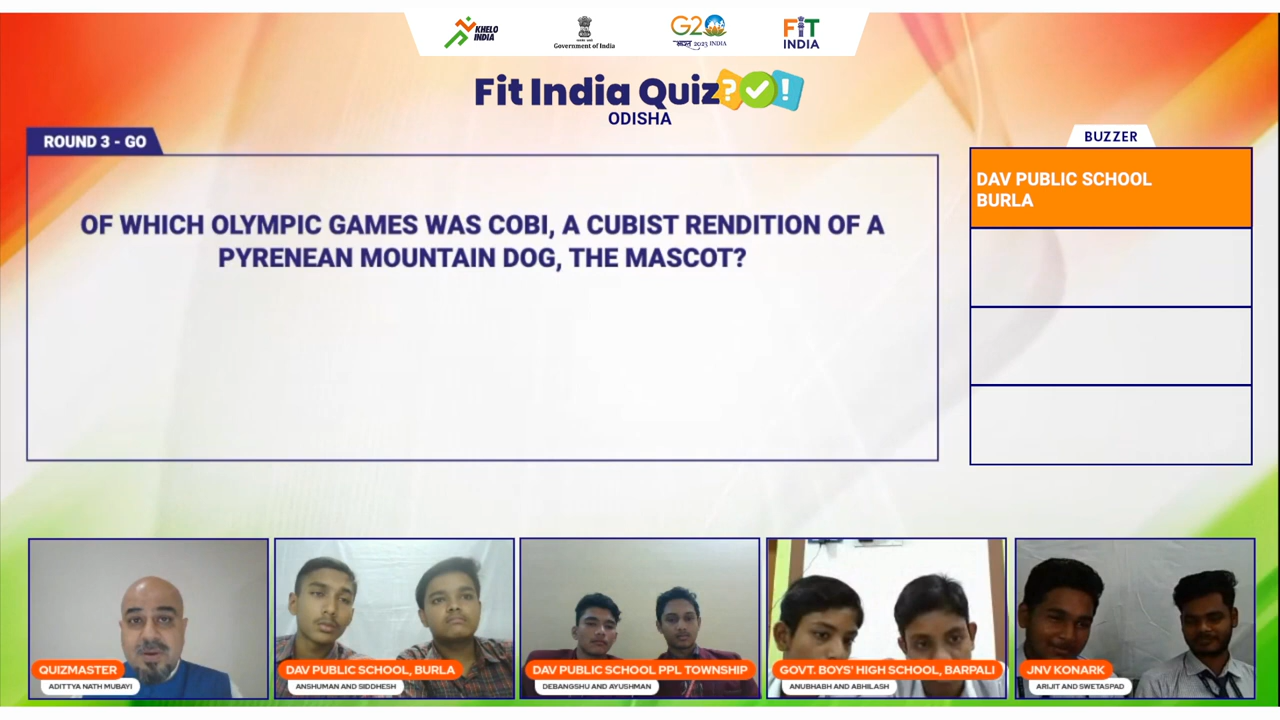 KHELO
INDIA
Government of India
G20
भारत 2023 INDIA
FIT
INDIA
Fit India Quiz?!
ODISHA
ROUND 3 - GO
OF WHICH OLYMPIC GAMES WAS COBI, A CUBIST RENDITION OF A
PYRENEAN MOUNTAIN DOG, THE MASCOT?
BUZZER
DAV PUBLIC SCHOOL
BURLA
QUIZMASTER
ADITTYA NATH MUBAYI
DAV PUBLIC SCHOOL, BURLA
ANSHUMAN AND SIDDHESH
DAV PUBLIC SCHOOL PPL TOWNSHIP
DEBANGSHU AND AYUSHMAN
GOVT. BOYS' HIGH SCHOOL, BARPALI
ANUBHABH AND ABHILASH
JNV KONARK
ARIJIT AND SWETASPAD